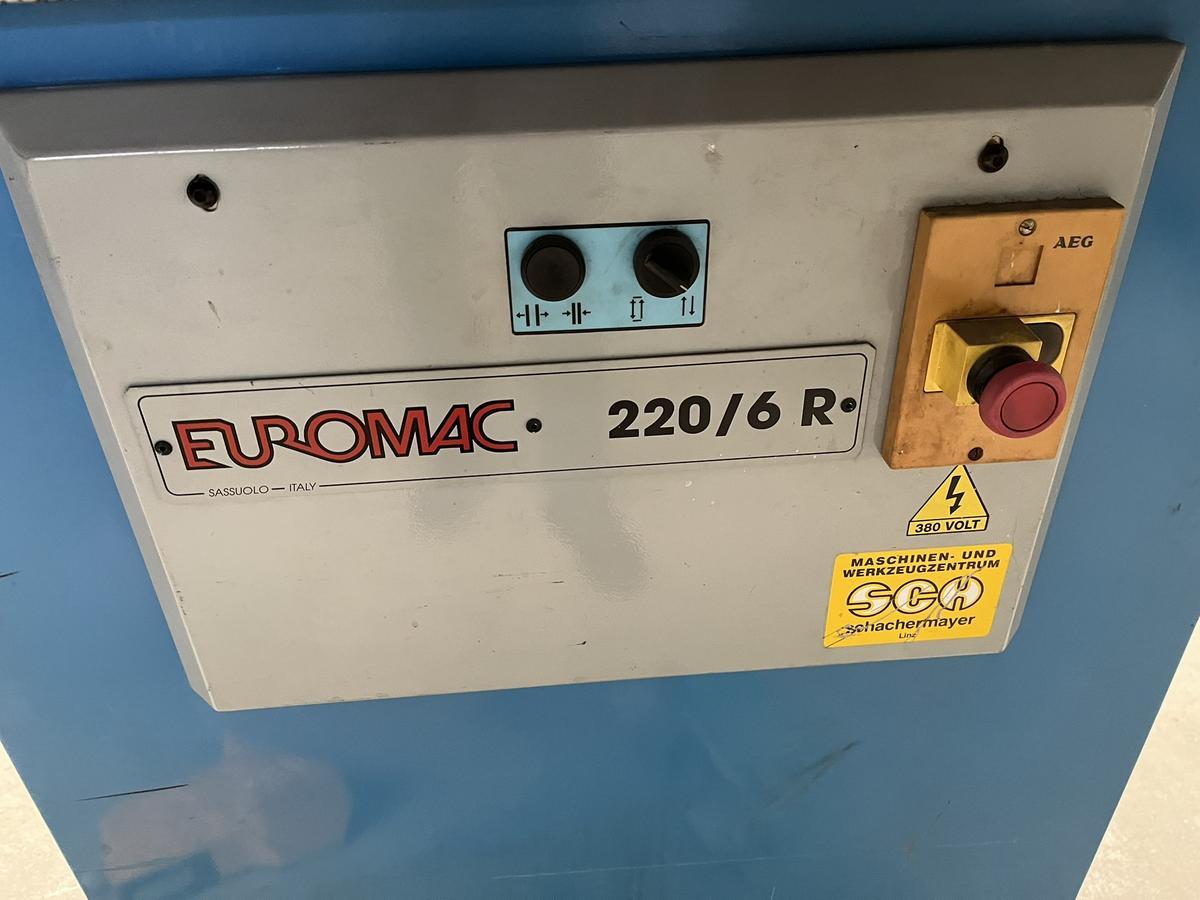 AEG
EUROMAC 220/6 R
SASSUOLO — ITALY
380 VOLT
MASCHINEN- UND
WERKZEUGZENTRUM
SCH
schachermayer
Linz